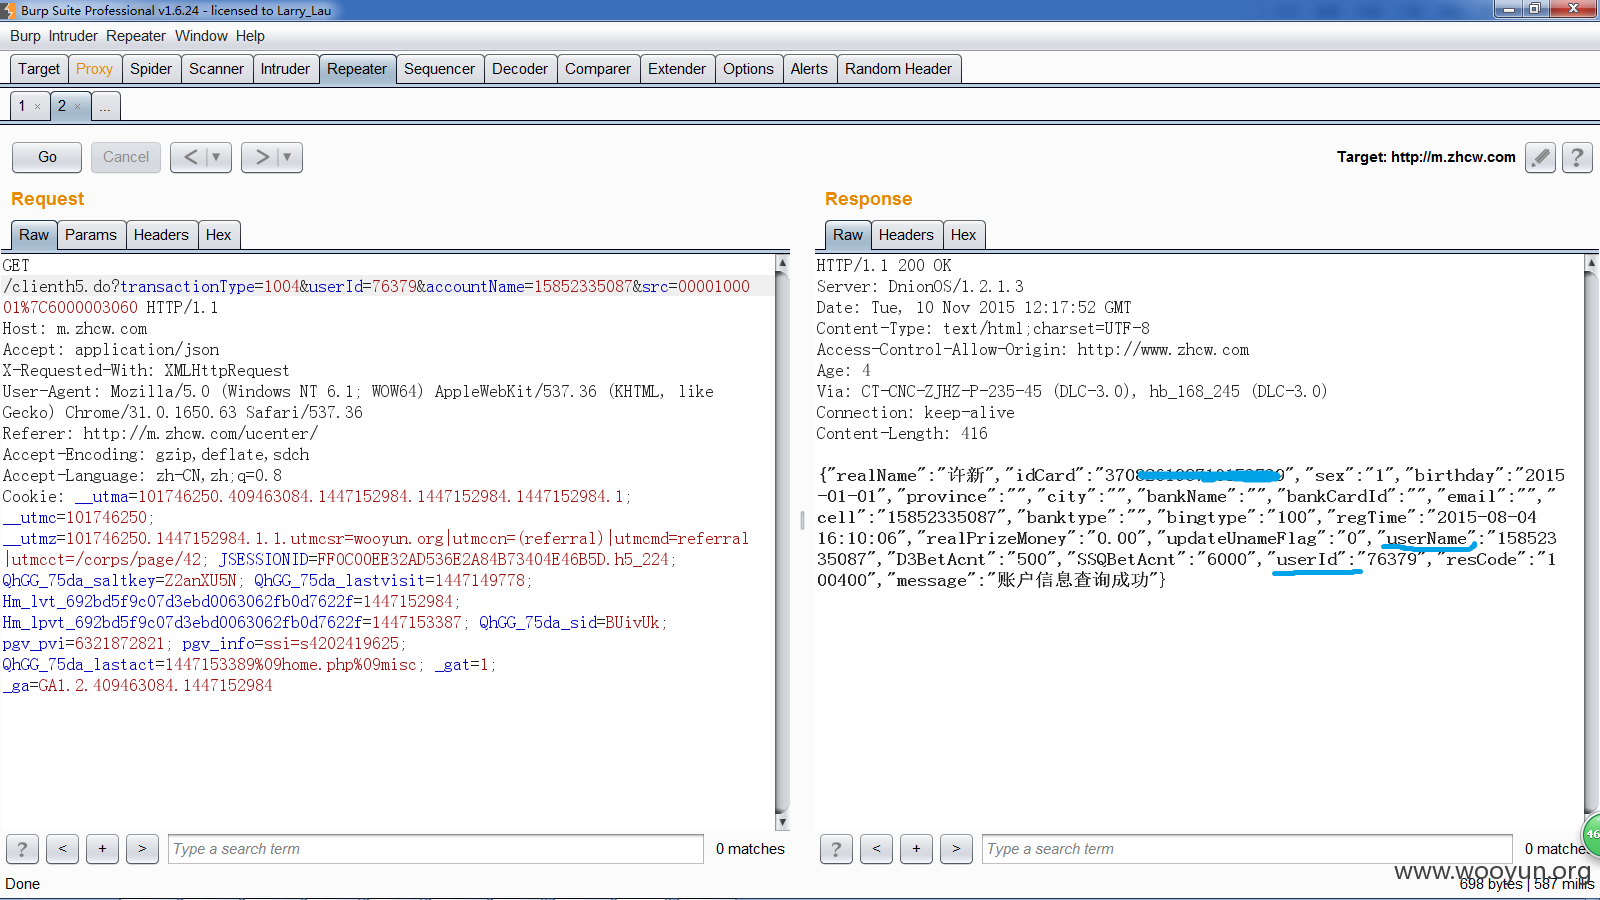 Burp Suite Professional v1.6.24 - licensed to Larry_Lau
Burp Intruder Repeater Window Help
Target Proxy Spider Scanner Intruder Repeater Sequencer Decoder Comparer Extender Options Alerts Random Header
1 × 2 × ...
Go Cancel < > Target: http://m.zhcw.com ?
Request
Raw Params Headers Hex
GET
/clienth5.do?transactionType=1004&userId=76379&accountName=15852335087&src=000010000
01%7C6000003060 HTTP/1.1
Host: m.zhcw.com
Accept: application/json
X-Requested-With: XMLHttpRequest
User-Agent: Mozilla/5.0 (Windows NT 6.1; WOW64) AppleWebKit/537.36 (KHTML, like
Gecko) Chrome/31.0.1650.63 Safari/537.36
Referer: http://m.zhcw.com/ucenter/
Accept-Encoding: gzip,deflate,sdch
Accept-Language: zh-CN,zh;q=0.8
Cookie: __utma=101746250.409463084.1447152984.1447152984.1447152984.1;
__utmc=101746250;
__utmz=101746250.1447152984.1.1.utmcsr=wooyun.org|utmccn=(referral)|utmcmd=referral
|utmcct=/corps/page/42; JSESSIONID=FF0C00EE32AD536E2A84B73404E46B5D.h5_224;
QhGG_75da_saltkey=Z2anXU5N; QhGG_75da_lastvisit=1447149778;
Hm_lvt_692bd5f9c07d3ebd0063062fb0d7622f=1447152984;
Hm_lpvt_692bd5f9c07d3ebd0063062fb0d7622f=1447153387; QhGG_75da_sid=BUivUk;
pgv_pvi=6321872821; pgv_info=ssi=s4202419625;
QhGG_75da_lastact=1447153389%09home.php%09misc; _gat=1;
_ga=GA1.2.409463084.1447152984
? < + > Type a search term 0 matches
Done
Response
Raw Headers Hex
HTTP/1.1 200 OK
Server: DnionOS/1.2.1.3
Date: Tue, 10 Nov 2015 12:17:52 GMT
Content-Type: text/html;charset=UTF-8
Access-Control-Allow-Origin: http://www.zhcw.com
Age: 4
Via: CT-CNC-ZJHZ-P-235-45 (DLC-3.0), hb_168_245 (DLC-3.0)
Connection: keep-alive
Content-Length: 416
{"realName":"许新","idCard":"3708 9","sex":"1","birthday":"2015
-01-01","province":"","city":"","bankName":"","bankCardId":"","email":"","
cell":"15852335087","banktype":"","bingtype":"100","regTime":"2015-08-04
16:10:06","realPrizeMoney":"0.00","updateUnameFlag":"0","userName":"158523
35087","D3BetAcnt":"500","SSQBetAcnt":"6000","userId":"76379","resCode":"1
00400","message":"账户信息查询成功"}
? < + > Type a search term 0 matches
46
www.wooyun.org
698 bytes | 587 millis